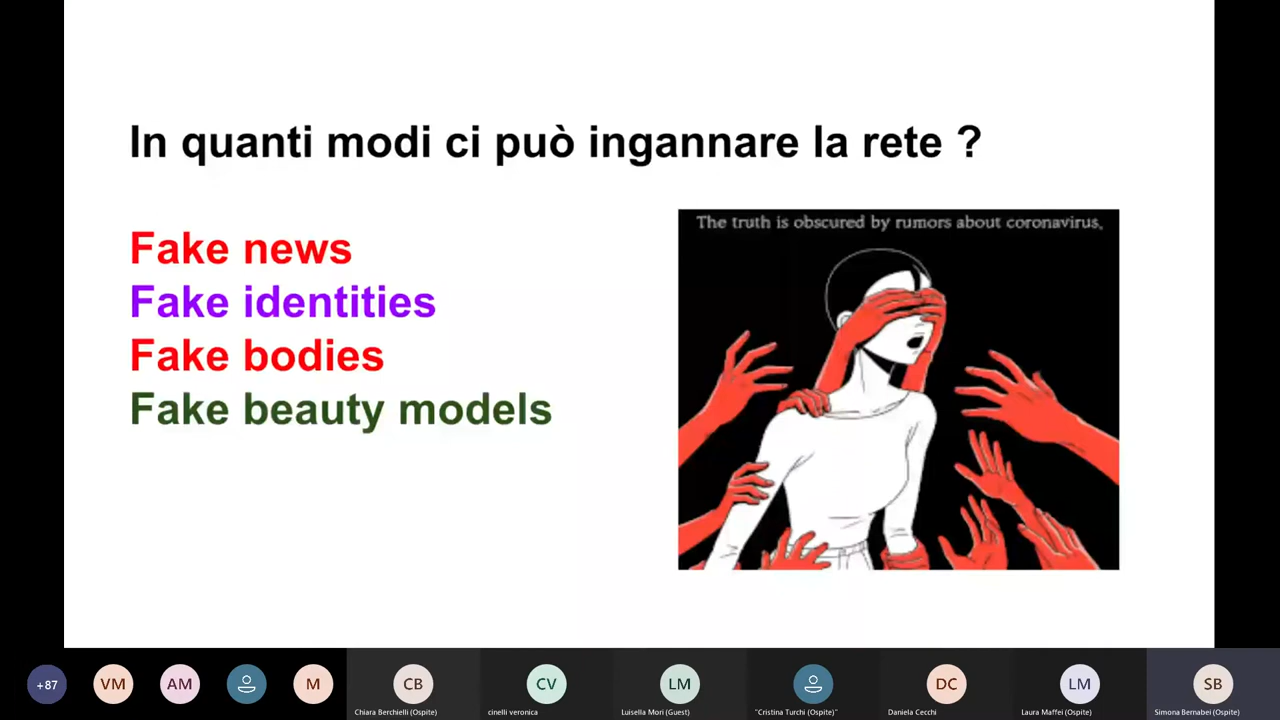 In quanti modi ci può ingannare la rete ?
Fake news
Fake identities
Fake bodies
Fake beauty models
The truth is obscured by rumors about coronavirus,
+87
VM
AM
M
CB
CV
LM
DC
LM
SB
Chiara Berchielli (Ospite)
cinelli veronica
Luisella Mori (Guest)
"Cristina Turchi (Ospite)"
Daniela Cecchi
Laura Maffei (Ospite)
Simona Bernabei (Ospite)